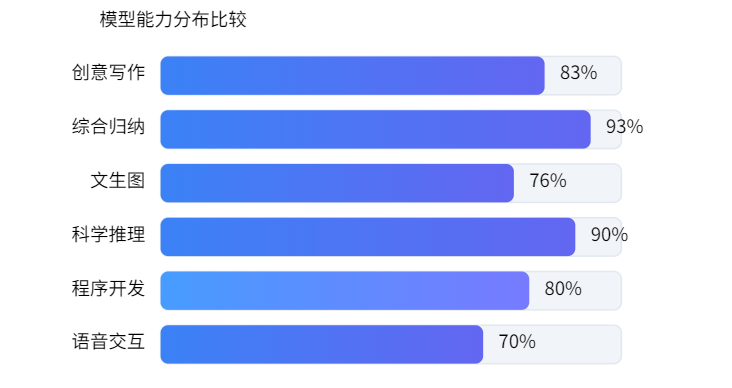 模型能力分布比较
创意写作 83%
综合归纳 93%
文生图 76%
科学推理 90%
程序开发 80%
语音交互 70%